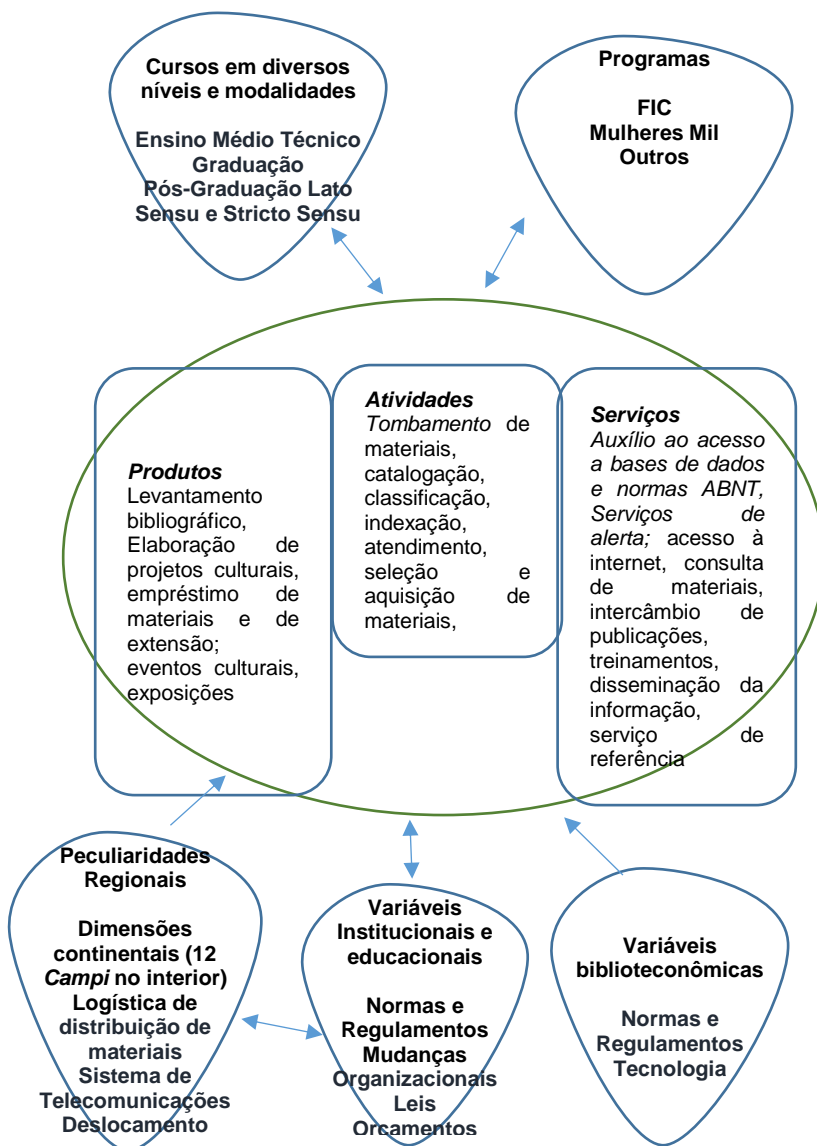 Cursos em diversos
níveis e modalidades
Ensino Médio Técnico
Graduação
Pós-Graduação Lato
Sensu e Stricto Sensu
Programas
FIC
Mulheres Mil
Outros
Produtos
Levantamento
bibliográfico,
Elaboração de
projetos culturais,
empréstimo de
materiais e de
extensão;
eventos culturais,
exposições
Atividades
Tombamento de
materiais,
catalogação,
classificação,
indexação,
atendimento,
seleção e
aquisição de
materiais,
Serviços
Auxílio ao acesso
a bases de dados
e normas ABNT,
Serviços de
alerta; acesso à
internet, consulta
de materiais,
intercâmbio de
publicações,
treinamentos,
disseminação da
informação,
serviço de
referência
Peculiaridades
Regionais
Dimensões
continentais (12
Campi no interior)
Logística de
distribuição de
materiais
Sistema de
Telecomunicações
Deslocamento
Variáveis
Institucionais e
educacionais
Normas e
Regulamentos
Mudanças
Organizacionais
Leis
Orçamentos
Variáveis
biblioteconômicas
Normas e
Regulamentos
Tecnologia